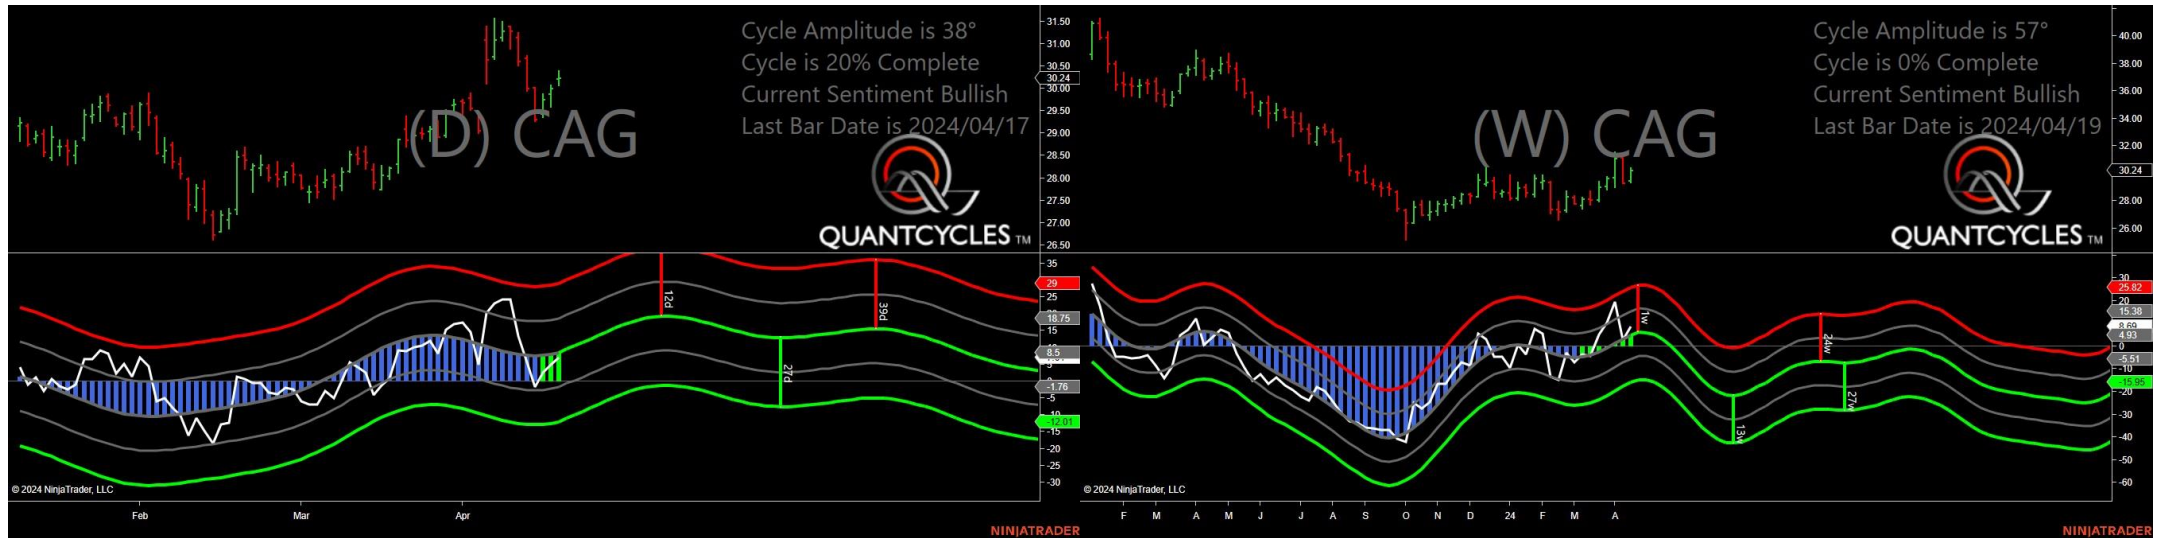 Cycle Amplitude is 38°
Cycle is 20% Complete
Current Sentiment Bullish
Last Bar Date is 2024/04/17
(D) CAG
QUANTCYCLES TM
31.50
31.00
30.50
30.24
30.00
29.50
29.00
28.50
28.00
27.50
27.00
26.50
12d
39d
27d
35
29
25
18.75
15
8.5
5
-1.76
-5
-10
-12.01
-15
-20
-25
-30
© 2024 NinjaTrader, LLC
Feb Mar Apr
NINJATRADER
Cycle Amplitude is 57°
Cycle is 0% Complete
Current Sentiment Bullish
Last Bar Date is 2024/04/19
(W) CAG
QUANTCYCLES TM
40.00
38.00
36.00
34.00
32.00
30.24
28.00
26.00
1w
24w
13w
27w
30
25.82
20
15.38
8.69
4.93
0
-5.51
-10
-15.95
-20
-30
-40
-50
-60
© 2024 NinjaTrader, LLC
F M A M J J A S O N D 24 F M A
NINJATRADER